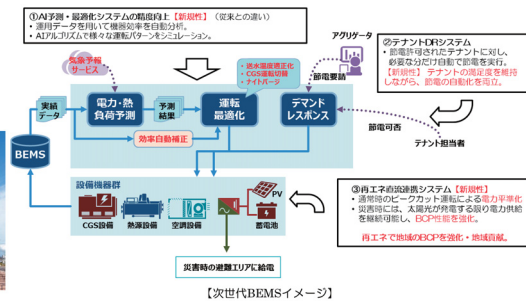 ①AI予測・最適化システムの精度向上【新規性】（従来との違い）
・運用データを用いて機器効率を自動分析。
・AIアルゴリズムで様々な運転パターンをシミュレーション。
アグリゲータ
②テナントDRシステム
・節電許可されたテナントに対し、
必要な分だけ自動で節電を実行。
【新規性】テナントの満足度を維持
しながら、節電の自動化を両立。
気象予報
サービス
・送水温度適正化
・CGS運転切替
・ナイトパージ
節電要請
実績
データ
電力・熱
負荷予測
予測
結果
運転
最適化
デマンド
レスポンス
効率自動補正
節電可否
テナント担当者
BEMS
設備機器群
PV
CGS設備
熱源設備
空調設備
蓄電池
③再エネ直流連携システム【新規性】
・通常時のピークカット運転による電力平準化
・災害時には、太陽光が発電する限り電力供給
を継続可能し、BCP性能を強化。
再エネで地域のBCPを強化・地域貢献。
災害時の避難エリアに給電
【次世代BEMSイメージ】